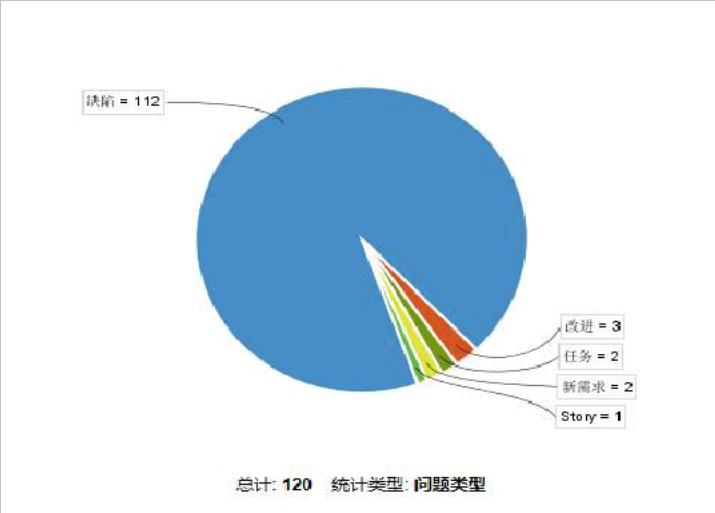 缺陷 = 112
改进 = 3
任务 = 2
新需求 = 2
Story = 1
总计: 120 统计类型: 问题类型